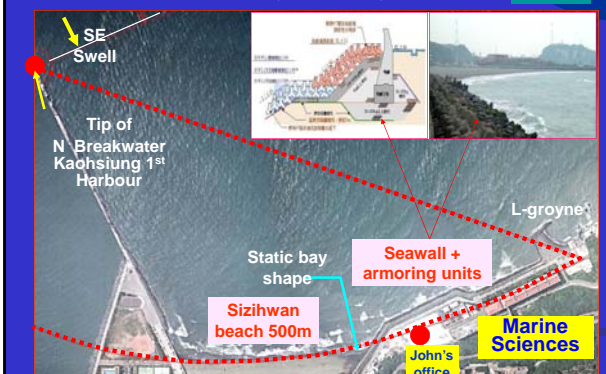 SE
Swell
Tip of
N Breakwater
Kaohsiung 1st
Harbour
L-groyne
Static bay
shape
Seawall +
armoring units
Sizihwan
beach 500m
Marine
Sciences
John's
office